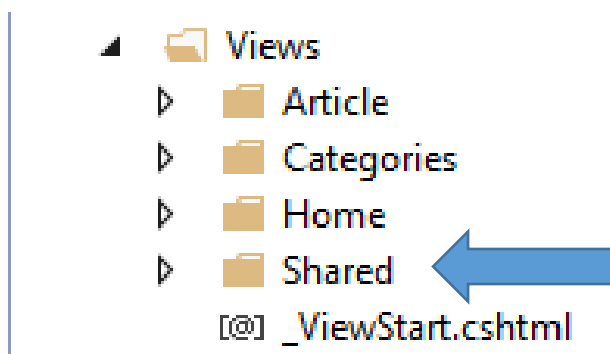 Views
Article
Categories
Home
Shared
[@] _ViewStart.cshtml